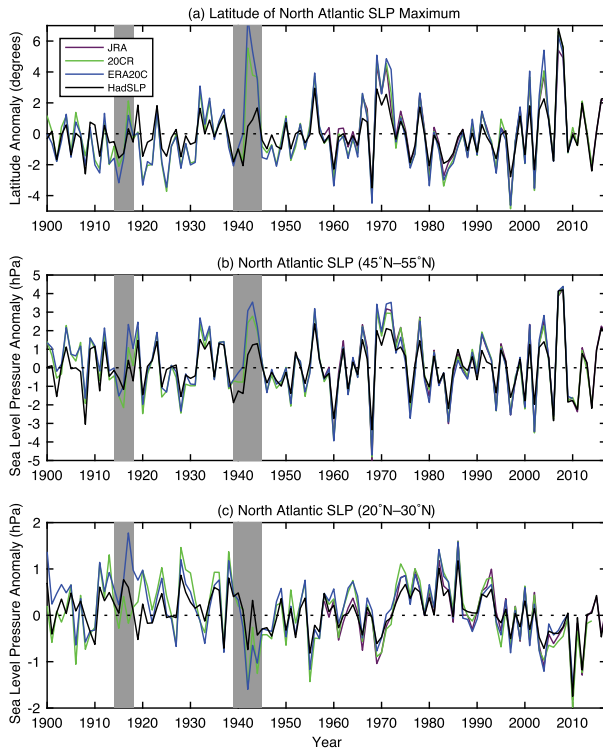 (a) Latitude of North Atlantic SLP Maximum
Latitude Anomaly (degrees)
6
4
2
0
-2
-4
JRA
20CR
ERA20C
HadSLP
1900 1910 1920 1930 1940 1950 1960 1970 1980 1990 2000 2010
(b) North Atlantic SLP (45°N–55°N)
Sea Level Pressure Anomaly (hPa)
5
4
3
2
1
0
-1
-2
-3
-4
-5
1900 1910 1920 1930 1940 1950 1960 1970 1980 1990 2000 2010
(c) North Atlantic SLP (20°N–30°N)
Sea Level Pressure Anomaly (hPa)
2
1
0
-1
-2
1900 1910 1920 1930 1940 1950 1960 1970 1980 1990 2000 2010
Year